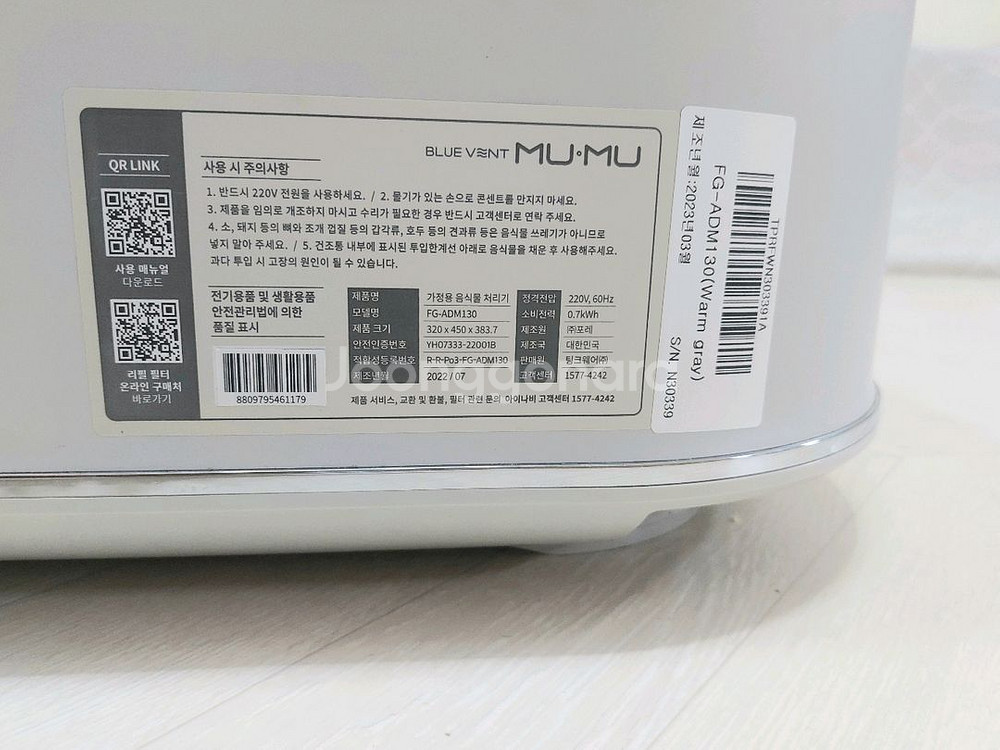 QR LINK
사용 매뉴얼
다운로드
리필 필터
온라인 구매처
바로가기
BLUE VENT MU·MU
사용 시 주의사항
1. 반드시 220V 전원을 사용하세요. / 2. 물기가 있는 손으로 콘센트를 만지지 마세요.
3. 제품을 임의로 개조하지 마시고 수리가 필요한 경우 반드시 고객센터로 연락 주세요.
4. 소, 돼지 등의 뼈와 조개 껍질 등의 갑각류, 호두 등의 견과류 등은 음식물 쓰레기가 아니므로
넣지 말아 주세요. / 5. 건조통 내부에 표시된 투입한계선 아래로 음식물을 채운 후 사용해주세요.
과다 투입 시 고장의 원인이 될 수 있습니다.
전기용품 및 생활용품
안전관리법에 의한
품질 표시
8809795461179
제품명 가정용 음식물 처리기 정격전압 220V, 60Hz
모델명 FG-ADM130 소비전력 0.7kWh
제품 크기 320 x 450 x 383.7 제조원 ㈜포레
안전인증번호 YH07333-22001B 제조국 대한민국
적합성등록번호 R-R-Po3-FG-ADM130 판매원 팅크웨어㈜
제조년월 2022 / 07 고객센터 1577-4242
제품 서비스, 교환 및 환불, 필터 관련 문의 아이나비 고객센터 1577-4242
TPRFWN303391A
FG-ADM130(Warm gray)
제조년월:2023년03월
S/N. N30339
Joonggonara